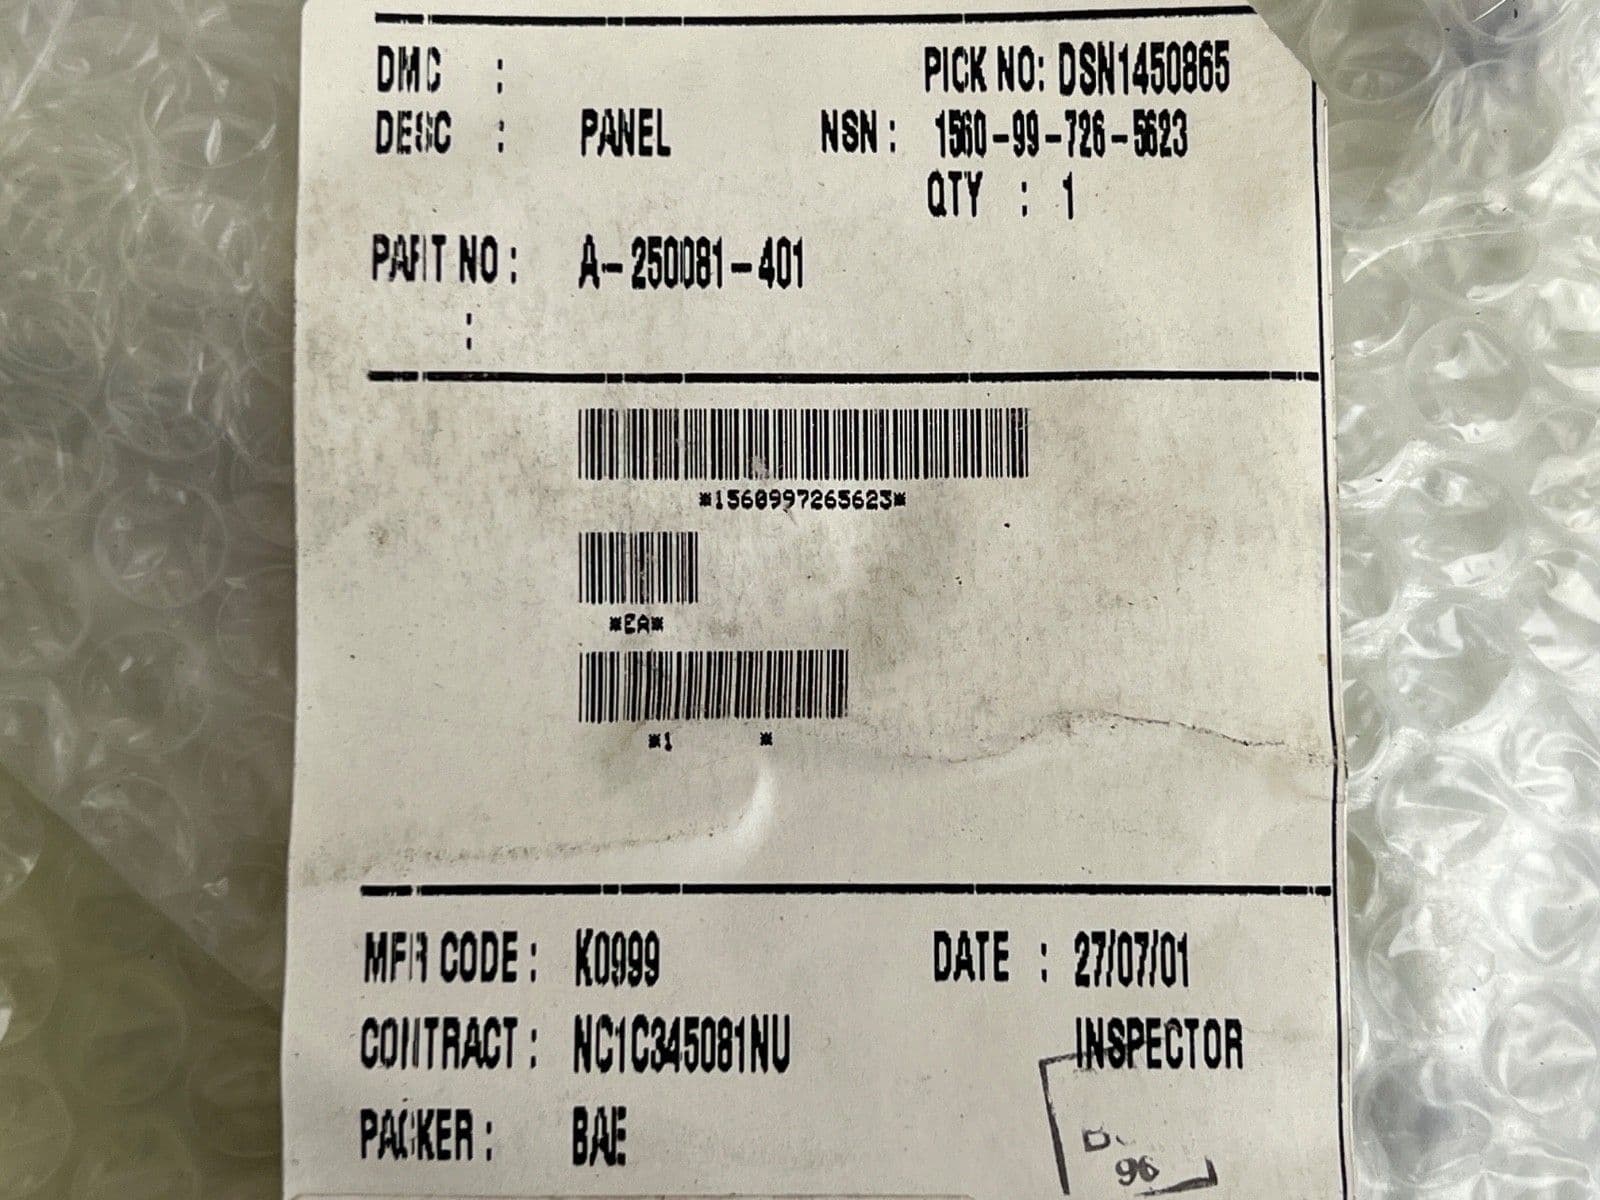 DMC : PICK NO: DSN1450865
DESC : PANEL NSN: 1560-99-726-5623
QTY : 1
PART NO: A-250081-401
:
*1560997265623*
*EA*
*1 *
MFR CODE: K0999 DATE : 27/07/01
CONTRACT: NC1C345081NU INSPECTOR
PACKER: BAE
96